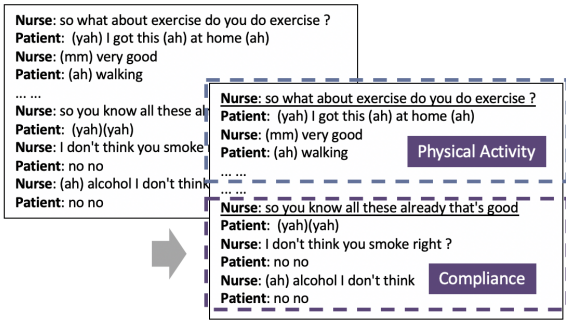 Nurse: so what about exercise do you do exercise ?
Patient: (yah) I got this (ah) at home (ah)
Nurse: (mm) very good
Patient: (ah) walking
... ...
Nurse: so you know all these al
Patient: (yah)(yah)
Nurse: I don't think you smoke
Patient: no no
Nurse: (ah) alcohol I don't think
Patient: no no
Nurse: so what about exercise do you do exercise ?
Patient: (yah) I got this (ah) at home (ah)
Nurse: (mm) very good
Patient: (ah) walking
Physical Activity
... ...
... ...
Nurse: so you know all these already that's good
Patient: (yah)(yah)
Nurse: I don't think you smoke right ?
Patient: no no
Nurse: (ah) alcohol I don't think
Compliance
Patient: no no